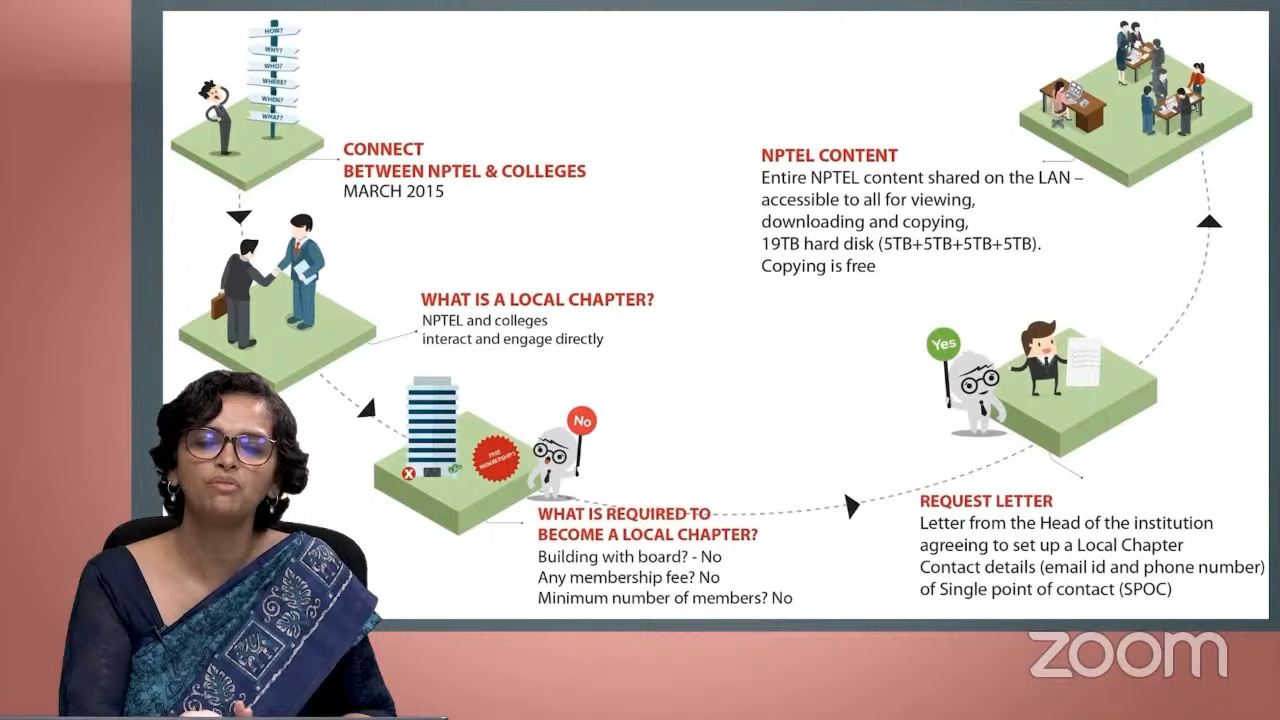 HOW?
WHY?
WHO?
WHERE?
WHEN?
WHAT?
CONNECT
BETWEEN NPTEL & COLLEGES
MARCH 2015
WHAT IS A LOCAL CHAPTER?
NPTEL and colleges
interact and engage directly
FREE
MEMBERSHIPS
No
WHAT IS REQUIRED TO
BECOME A LOCAL CHAPTER?
Building with board? - No
Any membership fee? No
Minimum number of members? No
Yes
REQUEST LETTER
Letter from the Head of the institution
agreeing to set up a Local Chapter
Contact details (email id and phone number)
of Single point of contact (SPOC)
NPTEL CONTENT
Entire NPTEL content shared on the LAN –
accessible to all for viewing,
downloading and copying,
19TB hard disk (5TB+5TB+5TB+5TB).
Copying is free
zoom